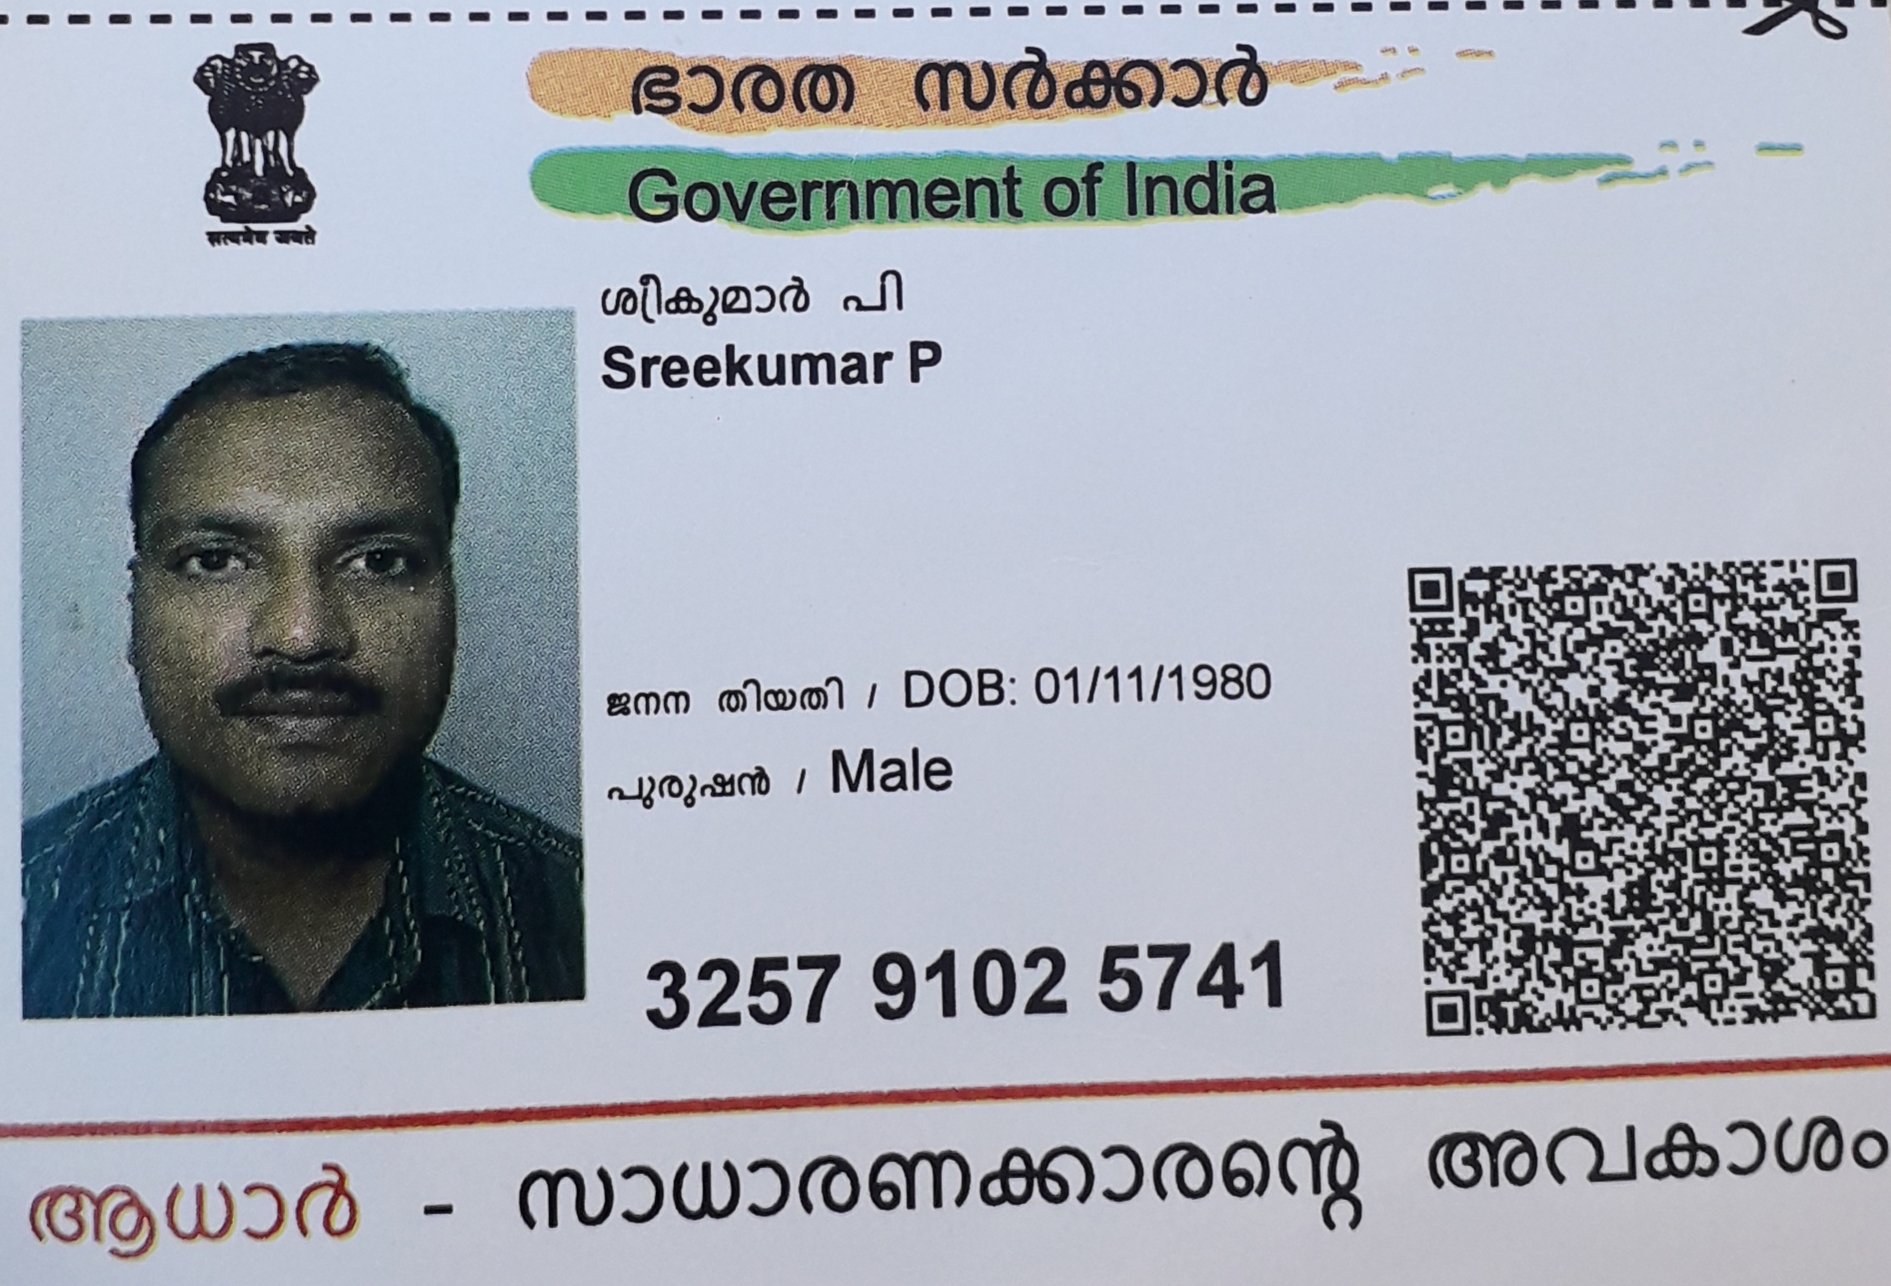 ഭാരത സർക്കാർ
Government of India
सत्यमेव जयते
ശ്രീകുമാർ പി
Sreekumar P
ജനന തിയതി / DOB: 01/11/1980
പുരുഷൻ / Male
3257 9102 5741
ആധാർ - സാധാരണക്കാരന്റെ അവകാശം